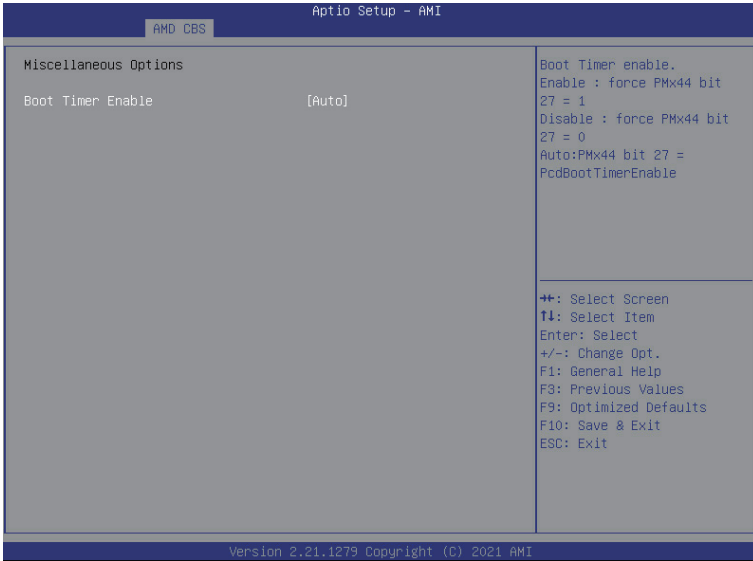 Aptio Setup - AMI
AMD CBS
Miscellaneous Options
Boot Timer Enable [Auto]
Boot Timer enable.
Enable : force PMx44 bit
27 = 1
Disable : force PMx44 bit
27 = 0
Auto:PMx44 bit 27 =
PcdBootTimerEnable
→←: Select Screen
↑↓: Select Item
Enter: Select
+/-: Change Opt.
F1: General Help
F3: Previous Values
F9: Optimized Defaults
F10: Save & Exit
ESC: Exit
Version 2.21.1279 Copyright (C) 2021 AMI